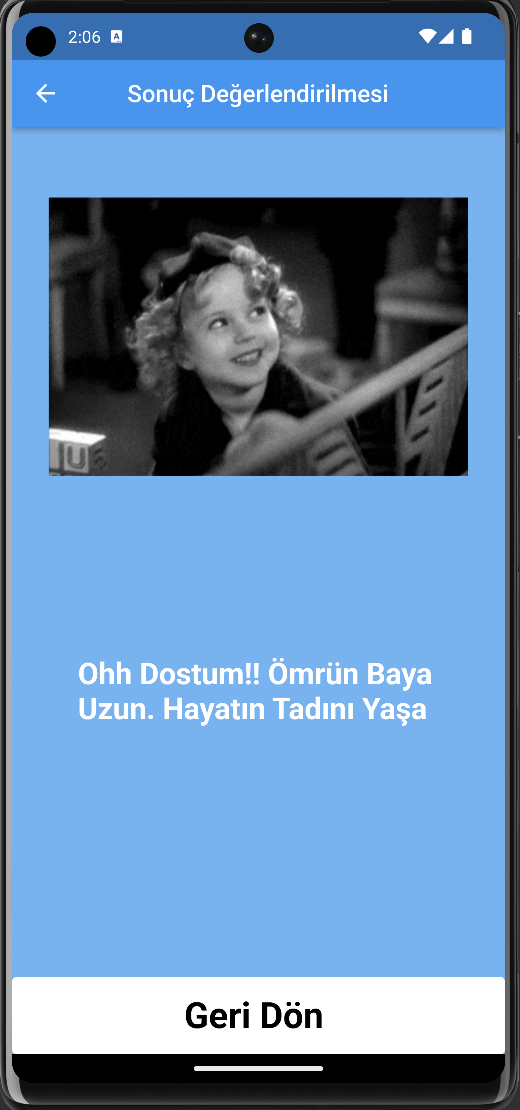 2:06 A
Sonuç Değerlendirilmesi
U
Ohh Dostum!! Ömrün Baya
Uzun. Hayatın Tadını Yaşa
Geri Dön